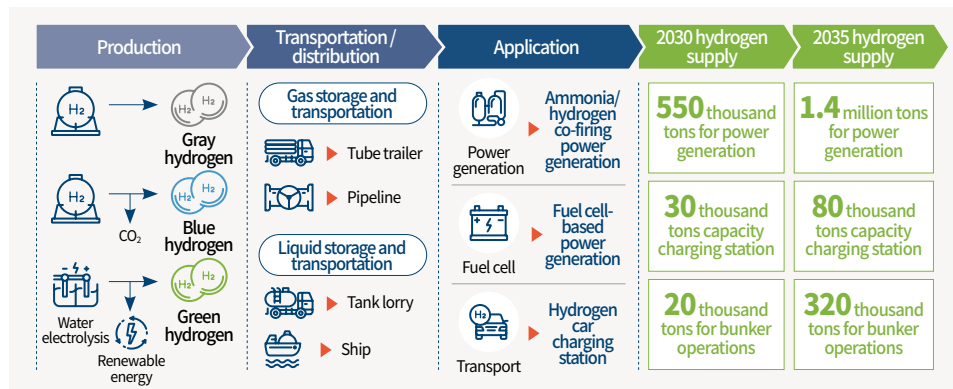 Production
Transportation /
distribution
Application
2030 hydrogen
supply
2035 hydrogen
supply
H₂
H₂
H₂
Gray
hydrogen
H₂
H₂
H₂
CO₂
Blue
hydrogen
H₂
H₂
Water
electrolysis
Green
hydrogen
Renewable
energy
Gas storage and
transportation
Tube trailer
Pipeline
Liquid storage and
transportation
Tank lorry
Ship
Power
generation
Ammonia/
hydrogen
co-firing
power
generation
Fuel cell
Fuel cell-
based
power
generation
H₂
Transport
Hydrogen
car
charging
station
550 thousand
tons for power
generation
30 thousand
tons capacity
charging station
20 thousand
tons for bunker
operations
1.4 million tons
for power
generation
80 thousand
tons capacity
charging station
320 thousand
tons for bunker
operations